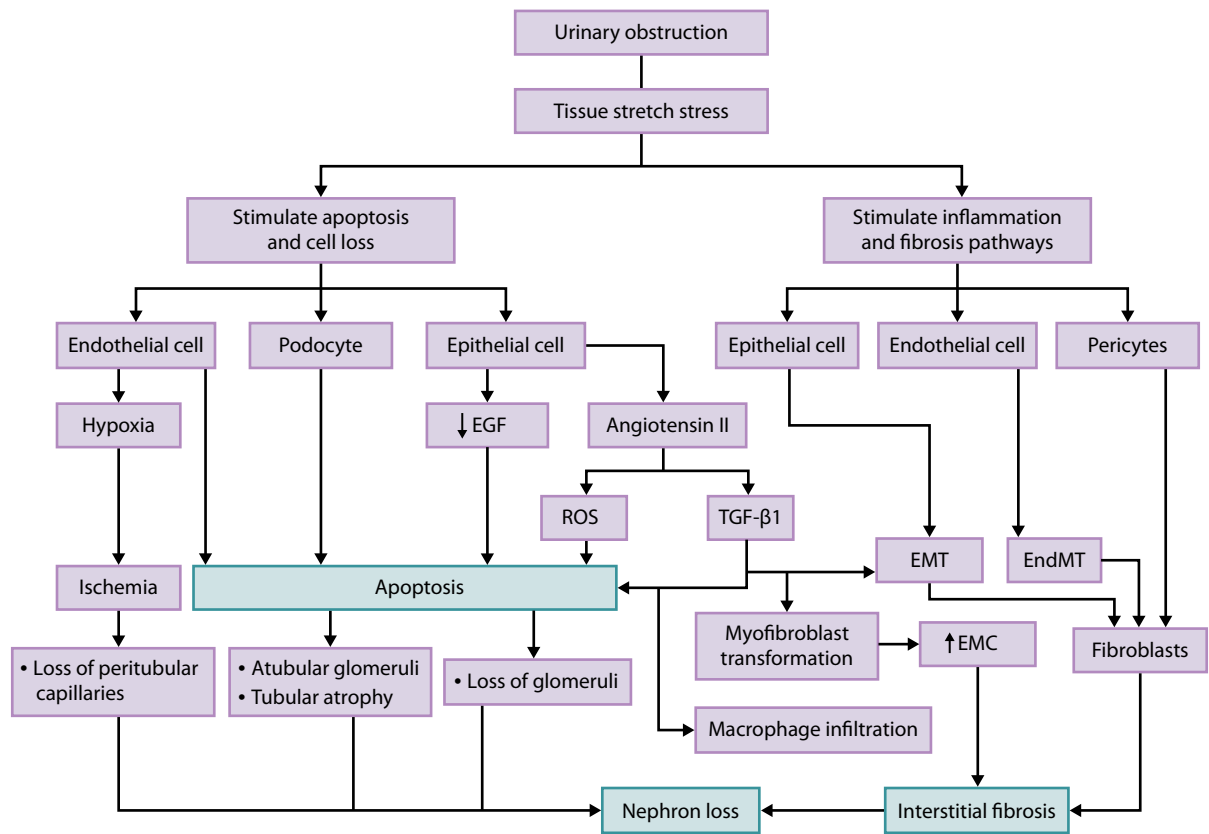 Urinary obstruction
Tissue stretch stress
Stimulate apoptosis
and cell loss
Stimulate inflammation
and fibrosis pathways
Endothelial cell
Podocyte
Epithelial cell
Epithelial cell
Endothelial cell
Pericytes
Hypoxia
↓ EGF
Angiotensin II
ROS
TGF-β1
Ischemia
Apoptosis
EMT
EndMT
Myofibroblast
transformation
↑EMC
Fibroblasts
• Loss of peritubular
capillaries
• Atubular glomeruli
• Tubular atrophy
• Loss of glomeruli
Macrophage infiltration
Nephron loss
Interstitial fibrosis